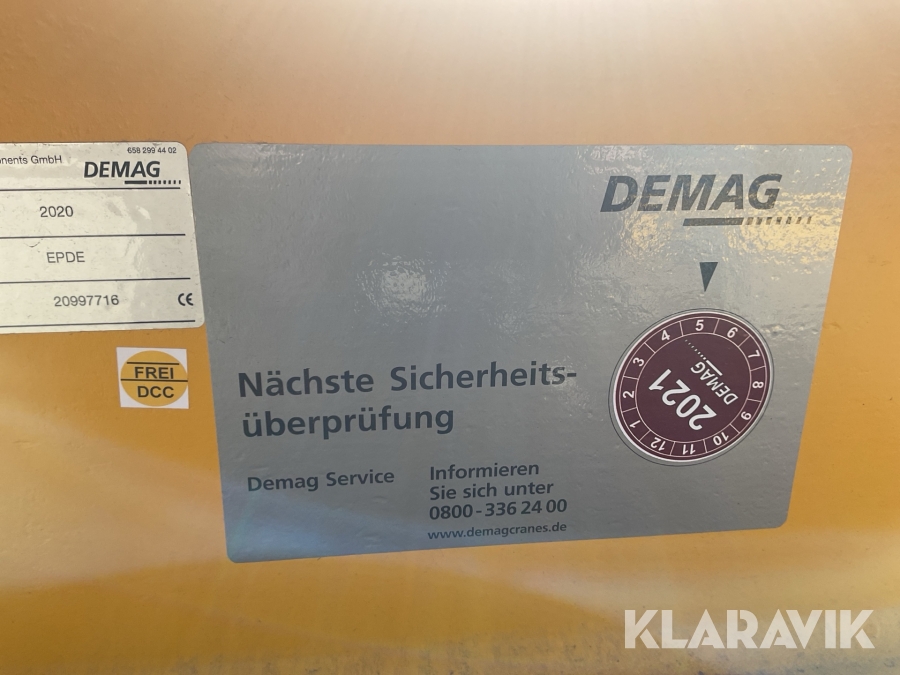 onents GmbH
658 299 44 02
DEMAG
2020
EPDE
20997716
CE
FREI
DCC
DEMAG
1 2 3 4 5 6 7 8 9 10 11 12
2021
DEMAG
Nächste Sicherheits-
überprüfung
Demag Service
Informieren
Sie sich unter
0800-336 24 00
www.demagcranes.de
KLARAVIK